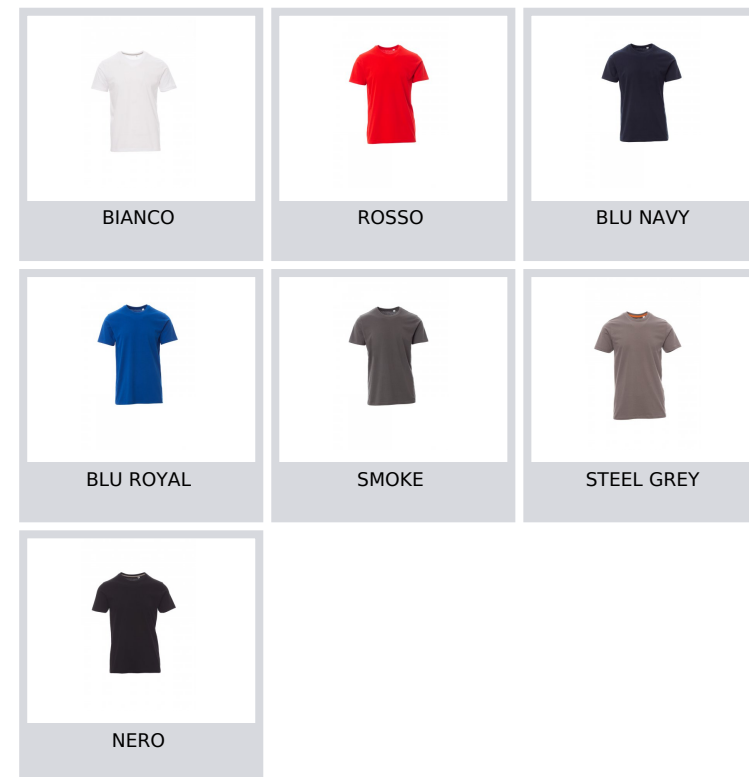 BIANCO
ROSSO
BLU NAVY
BLU ROYAL
SMOKE
STEEL GREY
NERO